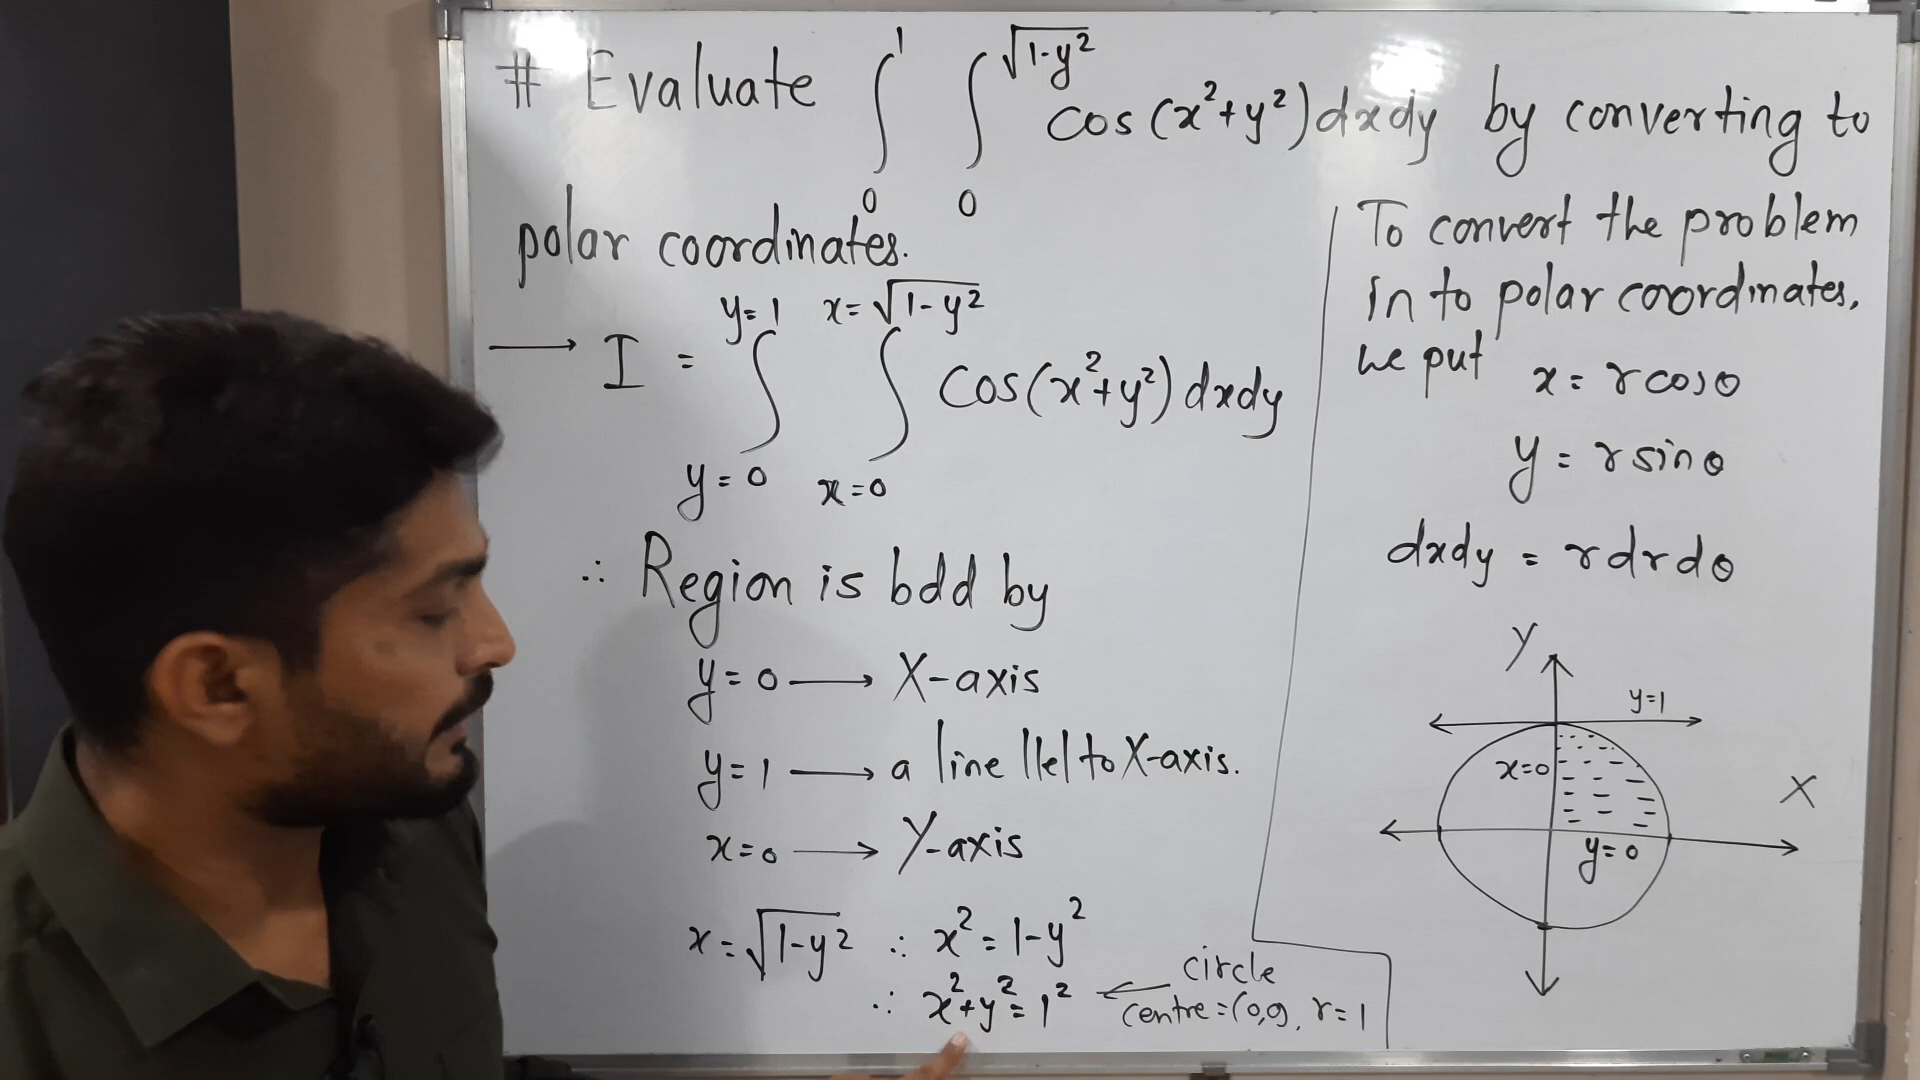 # Evaluate ∫₀¹ ∫₀^√(1-y²) cos (x²+y²) dxdy by converting to
polar coordinates.
⟶ I = ∫_{y=0}^{y=1} ∫_{x=0}^{x=√(1-y²)} Cos(x²+y²) dxdy
∴ Region is bdd by
y=0 ⟶ X-axis
y=1 ⟶ a line llel to X-axis.
x=0 ⟶ Y-axis
x=√(1-y²) ∴ x²=1-y²
∴ x²+y²=1² ⟵ circle
centre=(0,0), r=1
To convert the problem
in to polar coordinates,
we put x = r cosθ
y = r sinθ
dxdy = r dr dθ
Y
y=1
x=0
X
y=0